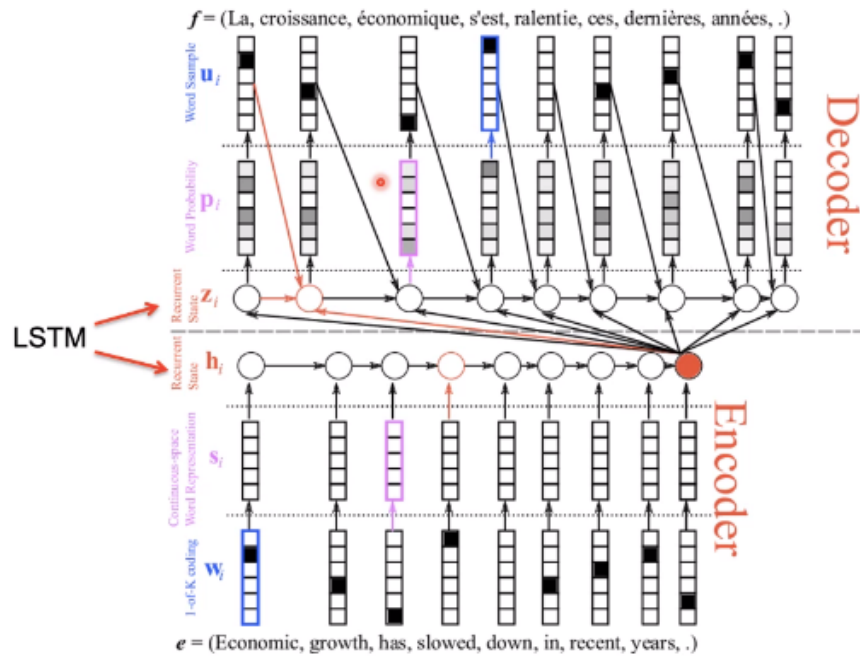 f = (La, croissance, économique, s'est, ralentie, ces, dernières, années, .)
Word Ssample
u_i
Word Probability
p_i
Recurrent
State
z_i
Decoder
LSTM
Recurrent
State
h_i
Continuous-space
Word Representation
s_i
1-of-K coding
w_i
Encoder
e = (Economic, growth, has, slowed, down, in, recent, years, .)